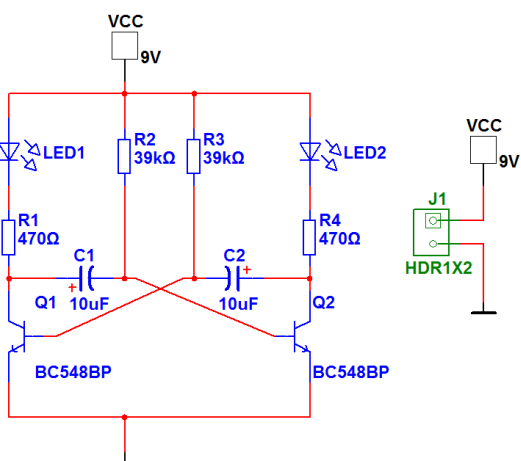 VCC
9V
LED1
R2
39kΩ
R3
39kΩ
LED2
VCC
9V
R1
470Ω
R4
470Ω
J1
HDR1X2
C1
+
10uF
C2
+
10uF
Q1
Q2
BC548BP
BC548BP